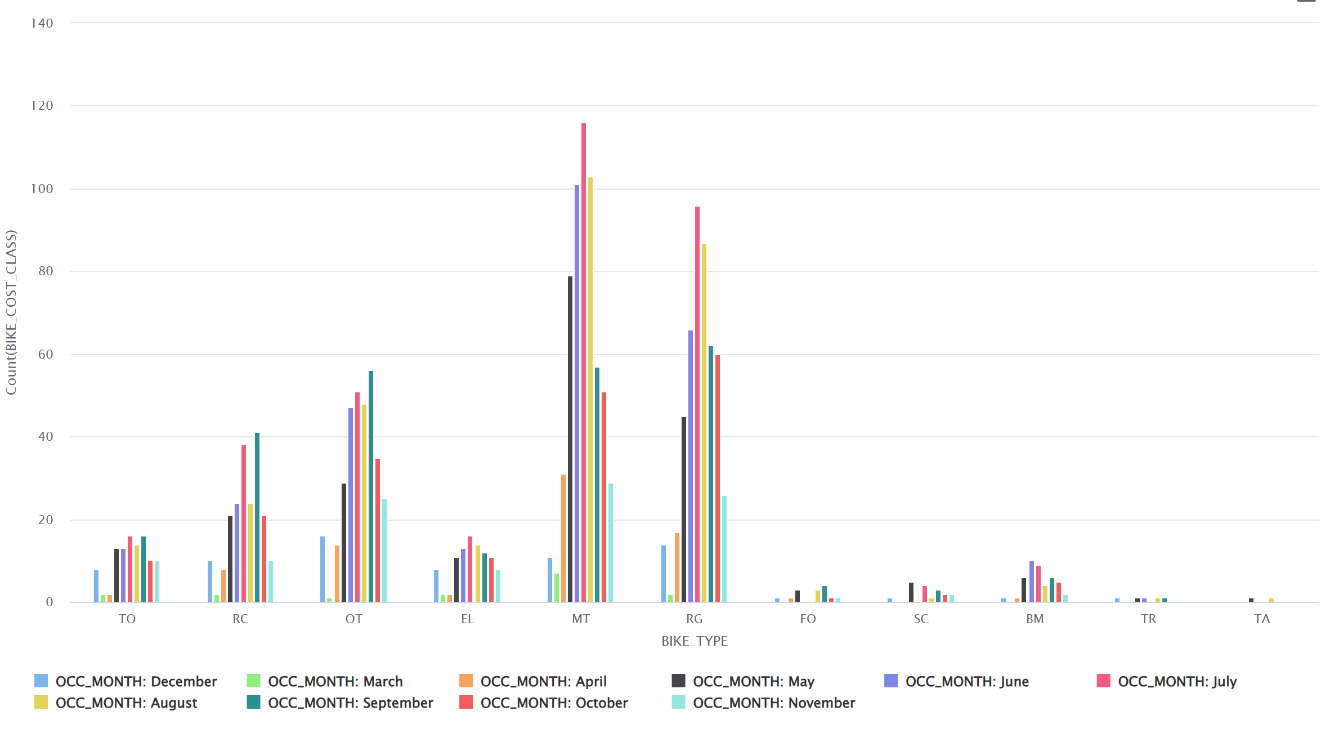 140
120
100
80
60
40
20
0
Count(BIKE_COST_CLASS)
TO RC OT EL MT RG FO SC BM TR TA
BIKE_TYPE
OCC_MONTH: December OCC_MONTH: March OCC_MONTH: April OCC_MONTH: May OCC_MONTH: June OCC_MONTH: July
OCC_MONTH: August OCC_MONTH: September OCC_MONTH: October OCC_MONTH: November